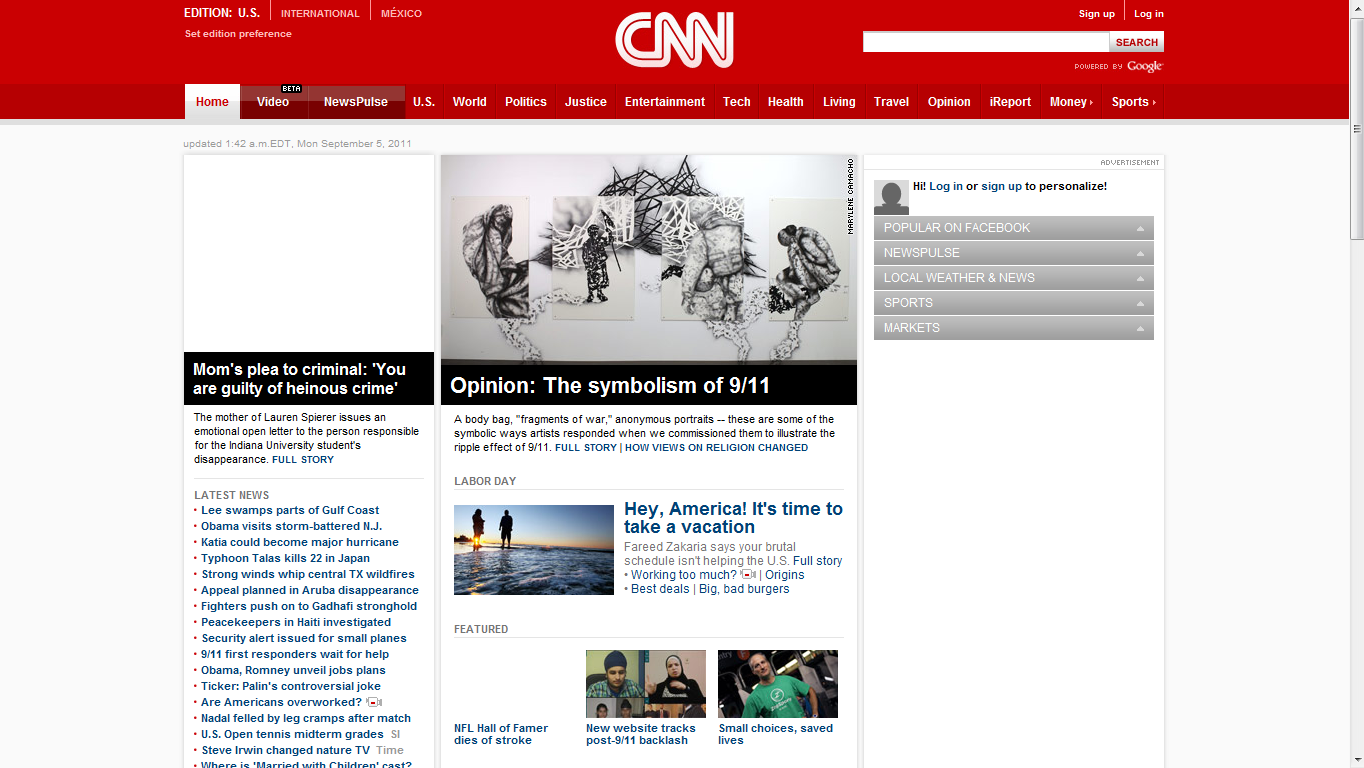 EDITION: U.S. INTERNATIONAL MÉXICO
Set edition preference
CNN
Sign up Log in
SEARCH
POWERED BY Google
Home Video BETA NewsPulse U.S. World Politics Justice Entertainment Tech Health Living Travel Opinion iReport Money Sports
updated 1:42 a.m.EDT, Mon September 5, 2011
Mom's plea to criminal: 'You
are guilty of heinous crime'
The mother of Lauren Spierer issues an
emotional open letter to the person responsible
for the Indiana University student's
disappearance. FULL STORY
LATEST NEWS
Lee swamps parts of Gulf Coast
Obama visits storm-battered N.J.
Katia could become major hurricane
Typhoon Talas kills 22 in Japan
Strong winds whip central TX wildfires
Appeal planned in Aruba disappearance
Fighters push on to Gadhafi stronghold
Peacekeepers in Haiti investigated
Security alert issued for small planes
9/11 first responders wait for help
Obama, Romney unveil jobs plans
Ticker: Palin's controversial joke
Are Americans overworked?
Nadal felled by leg cramps after match
U.S. Open tennis midterm grades SI
Steve Irwin changed nature TV Time
Where is 'Married with Children' cast?
MARYLENE CAMACHO
Opinion: The symbolism of 9/11
A body bag, "fragments of war," anonymous portraits -- these are some of the
symbolic ways artists responded when we commissioned them to illustrate the
ripple effect of 9/11. FULL STORY | HOW VIEWS ON RELIGION CHANGED
LABOR DAY
Hey, America! It's time to
take a vacation
Fareed Zakaria says your brutal
schedule isn't helping the U.S. Full story
• Working too much? | Origins
• Best deals | Big, bad burgers
FEATURED
NFL Hall of Famer
dies of stroke
New website tracks
post-9/11 backlash
Small choices, saved
lives
ADVERTISEMENT
Hi! Log in or sign up to personalize!
POPULAR ON FACEBOOK
NEWSPULSE
LOCAL WEATHER & NEWS
SPORTS
MARKETS